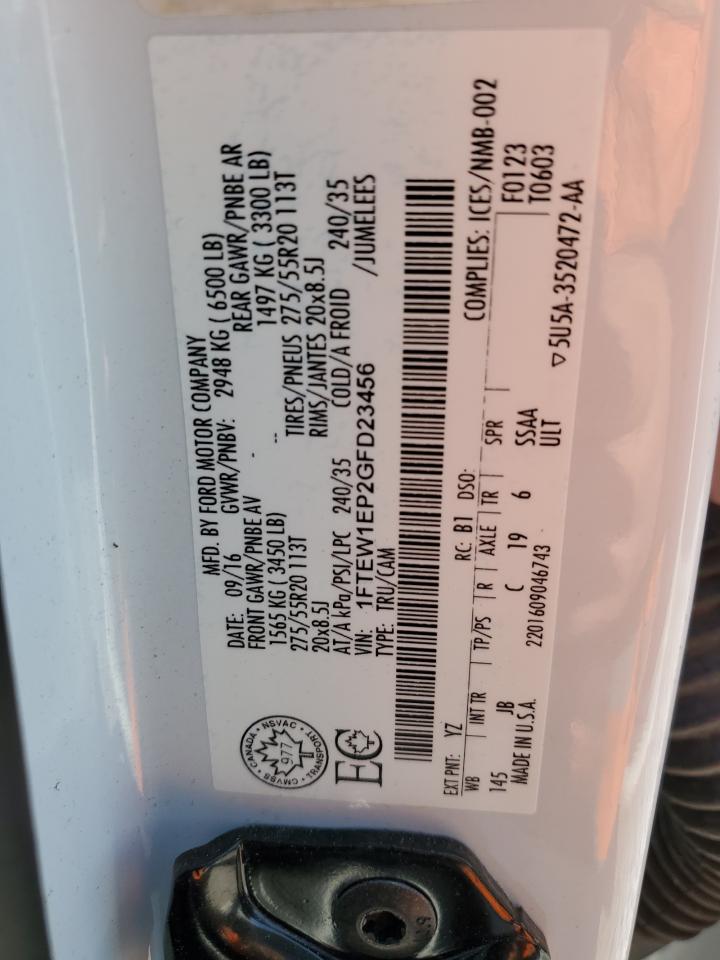 MFD. BY FORD MOTOR COMPANY
DATE: 09/16 GVWR/PNBV: 2948 KG ( 6500 LB)
FRONT GAWR/PNBE AV REAR GAWR/PNBE AR
1565 KG ( 3450 LB) -- 1497 KG ( 3300 LB)
275/55R20 113T TIRES/PNEUS 275/55R20 113T
20x8.5J RIMS/JANTES 20x8.5J
AT/A kPa/PSI/LPC 240/35 COLD/A FROID 240/35
VIN: 1FTEW1EP2GFD23456 /JUMELEES
TYPE: TRU/CAM
CANADA • NSVAC • TRANSPORT • CMVSS
977
EC
COMPLIES: ICES/NMB-002
EXT PNT: YZ RC: B1 DSO:
F0123
WB INT TR TP/PS R AXLE TR SPR T0603
145 JB C 19 6 SSAA
MADE IN U.S.A. 2201609046743 ULT
▽5U5A-3520472-AA